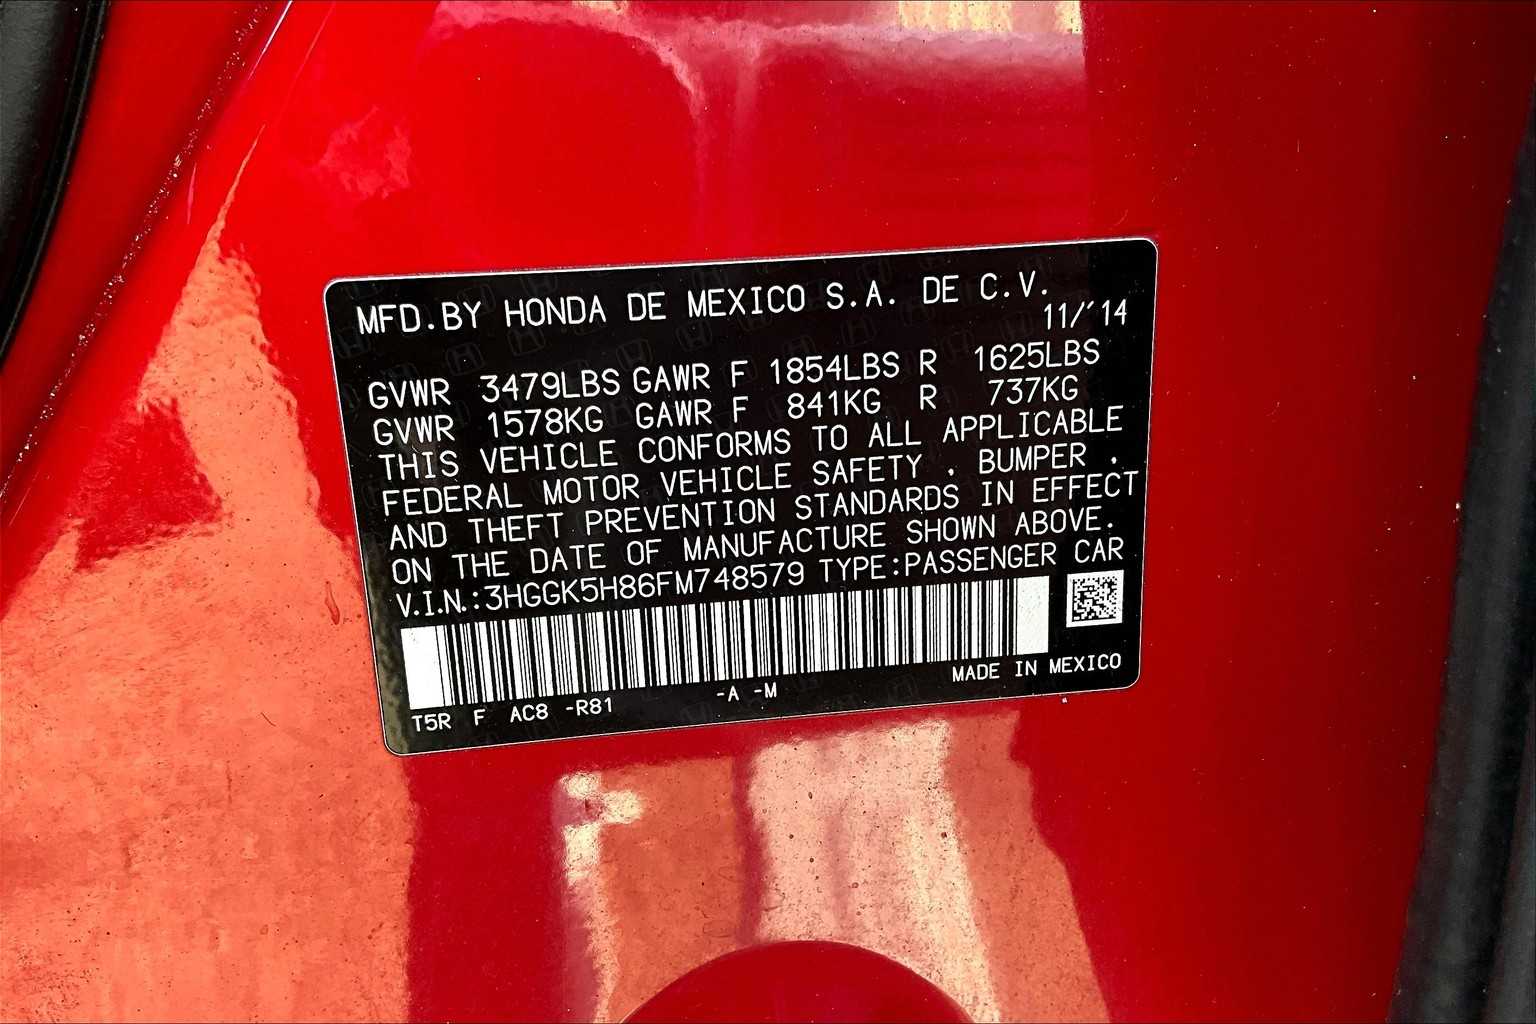 MFD.BY HONDA DE MEXICO S.A. DE C.V.
11/'14
GVWR 3479LBS GAWR F 1854LBS R 1625LBS
GVWR 1578KG GAWR F 841KG R 737KG
THIS VEHICLE CONFORMS TO ALL APPLICABLE
FEDERAL MOTOR VEHICLE SAFETY , BUMPER ,
AND THEFT PREVENTION STANDARDS IN EFFECT
ON THE DATE OF MANUFACTURE SHOWN ABOVE.
V.I.N.:3HGGK5H86FM748579 TYPE:PASSENGER CAR
MADE IN MEXICO
T5R F AC8 -R81 -A -M